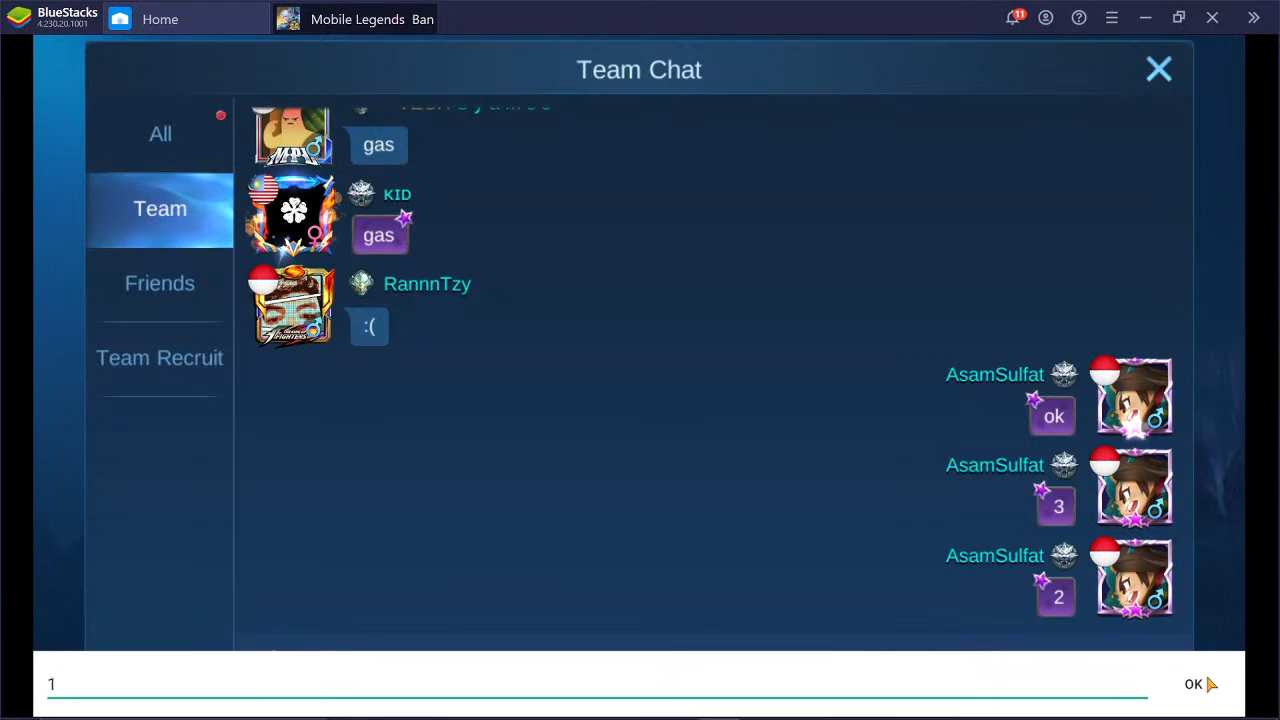 BlueStacks
4.230.20.1001
Home
Mobile Legends Ban
11
Team Chat
All
Team
Friends
Team Recruit
gas
MPL
KID
gas
RannnTzy
:(
AsamSulfat
ok
AsamSulfat
3
AsamSulfat
2
1
OK